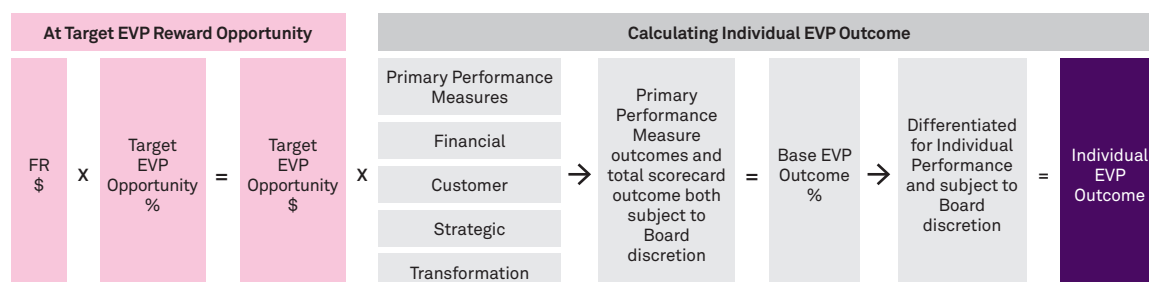 At Target EVP Reward Opportunity
Calculating Individual EVP Outcome
FR
$
x
Target
EVP
Opportunity
%
=
Target
EVP
Opportunity
$
x
Primary Performance
Measures
Financial
Customer
Strategic
Transformation
→
Primary
Performance
Measure
outcomes and
total scorecard
outcome both
subject to
Board
discretion
=
Base EVP
Outcome
%
→
Differentiated
for Individual
Performance
and subject to
Board
discretion
=
Individual
EVP
Outcome